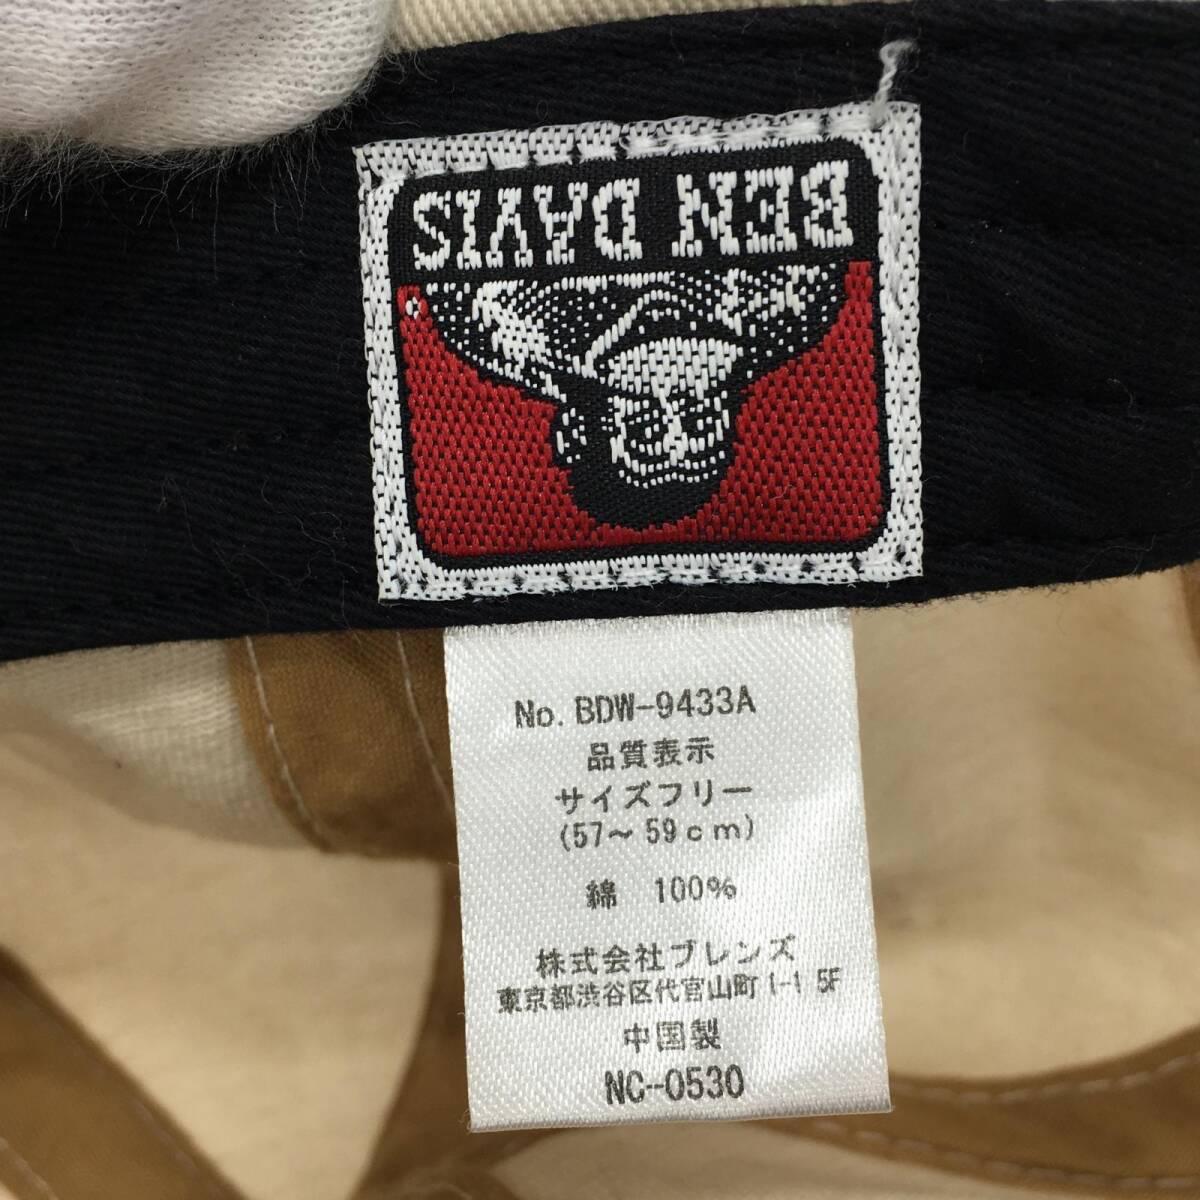 BEN DAVIS
No. BDW-9433A
品質表示
サイズフリー
(57～59cm)
綿 100%
株式会社ブレンズ
東京都渋谷区代官山町1-1 5F
中国製
NC-0530